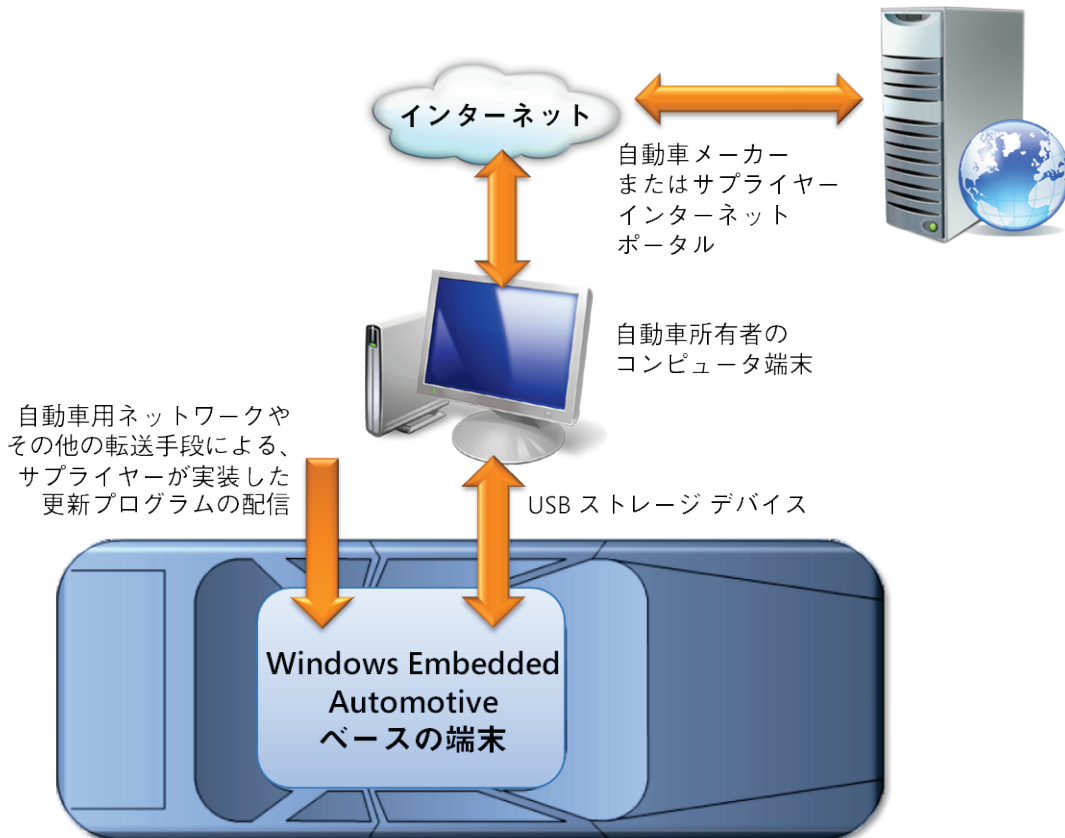 インターネット
自動車メーカー
またはサプライヤー
インターネット
ポータル
自動車所有者の
コンピュータ端末
自動車用ネットワークや
その他の転送手段による、
サプライヤーが実装した
更新プログラムの配信
USB ストレージ デバイス
Windows Embedded
Automotive
ベースの端末